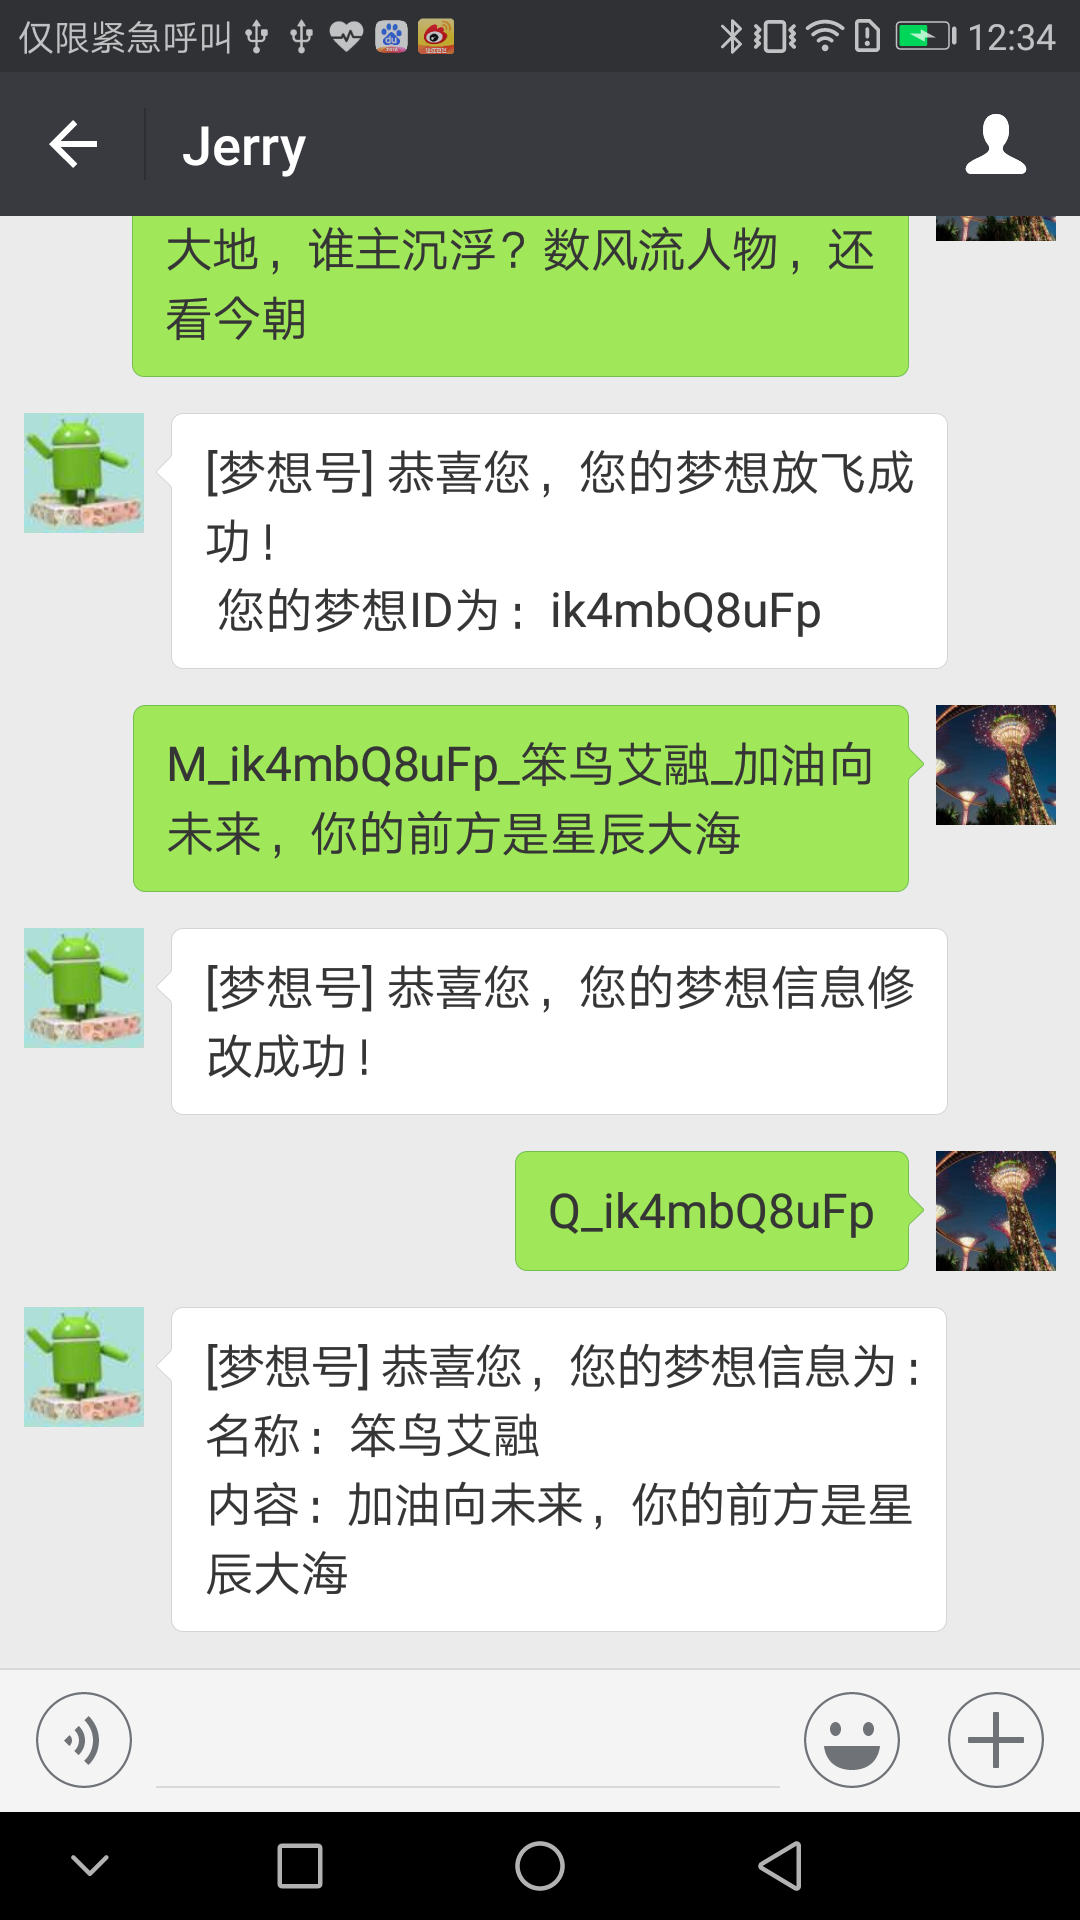 仅限紧急呼叫
12:34
Jerry
大地，谁主沉浮？数风流人物，还
看今朝
[梦想号] 恭喜您，您的梦想放飞成
功！
您的梦想ID为：ik4mbQ8uFp
M_ik4mbQ8uFp_笨鸟艾融_加油向
未来，你的前方是星辰大海
[梦想号] 恭喜您，您的梦想信息修
改成功！
Q_ik4mbQ8uFp
[梦想号] 恭喜您，您的梦想信息为：
名称：笨鸟艾融
内容：加油向未来，你的前方是星
辰大海